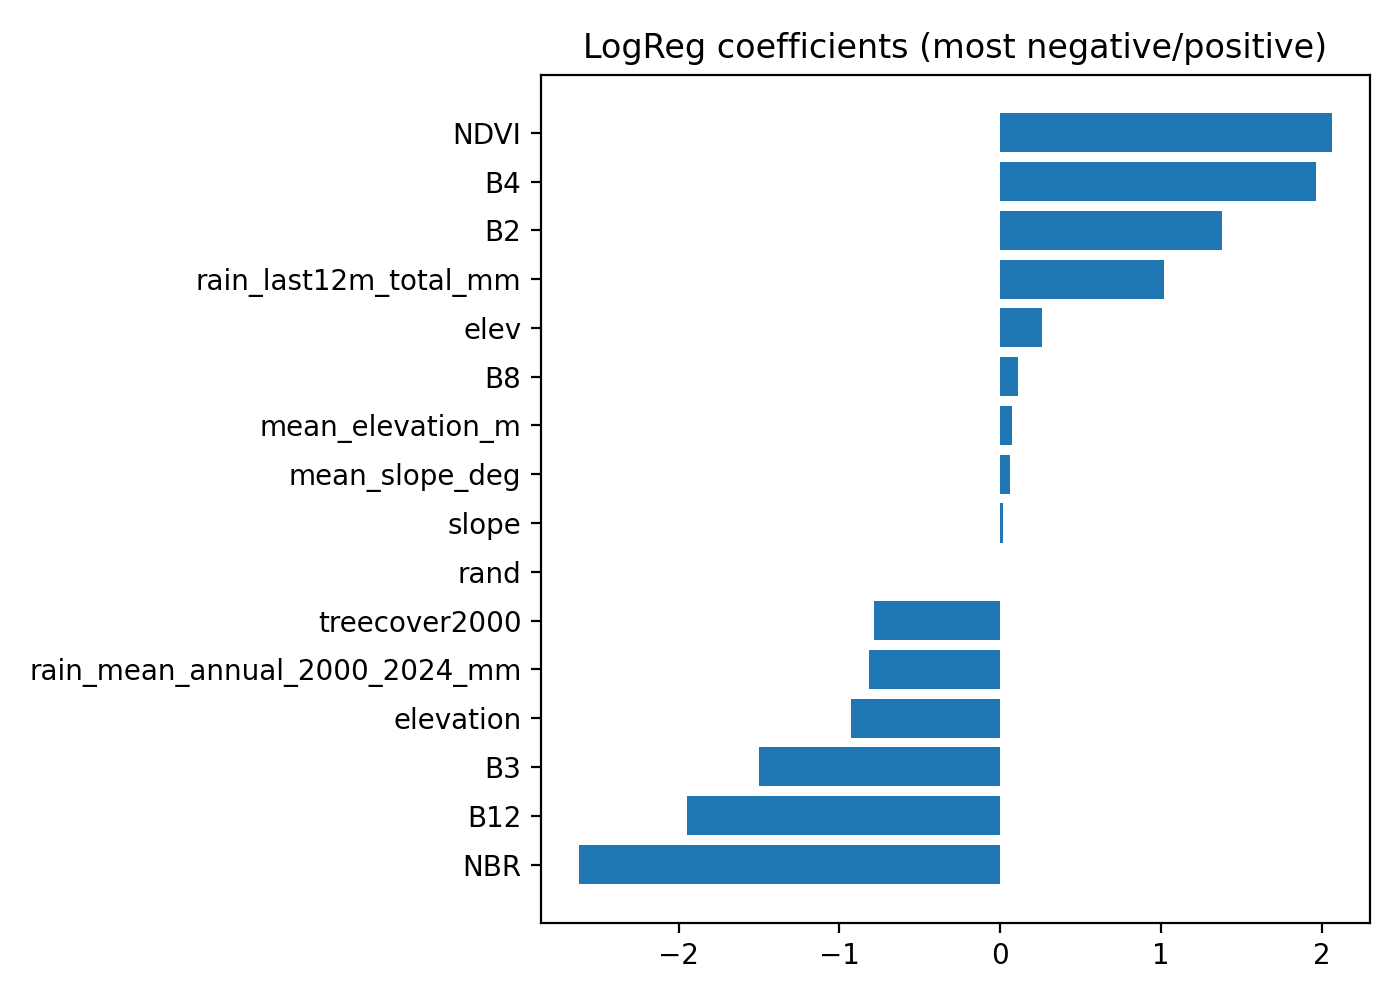 LogReg coefficients (most negative/positive)
NDVI
B4
B2
rain_last12m_total_mm
elev
B8
mean_elevation_m
mean_slope_deg
slope
rand
treecover2000
rain_mean_annual_2000_2024_mm
elevation
B3
B12
NBR
−2 −1 0 1 2